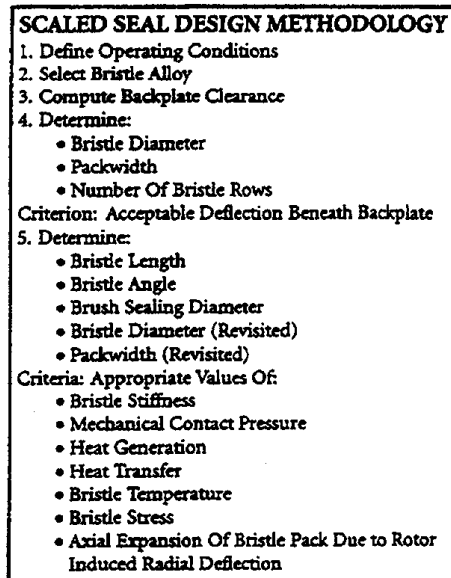 SCALED SEAL DESIGN METHODOLOGY
1. Define Operating Conditions
2. Select Bristle Alloy
3. Compute Backplate Clearance
4. Determine:
• Bristle Diameter
• Packwidth
• Number Of Bristle Rows
Criterion: Acceptable Deflection Beneath Backplate
5. Determine:
• Bristle Length
• Bristle Angle
• Brush Sealing Diameter
• Bristle Diameter (Revisited)
• Packwidth (Revisited)
Criteria: Appropriate Values Of:
• Bristle Stiffness
• Mechanical Contact Pressure
• Heat Generation
• Heat Transfer
• Bristle Temperature
• Bristle Stress
• Axial Expansion Of Bristle Pack Due to Rotor
Induced Radial Deflection